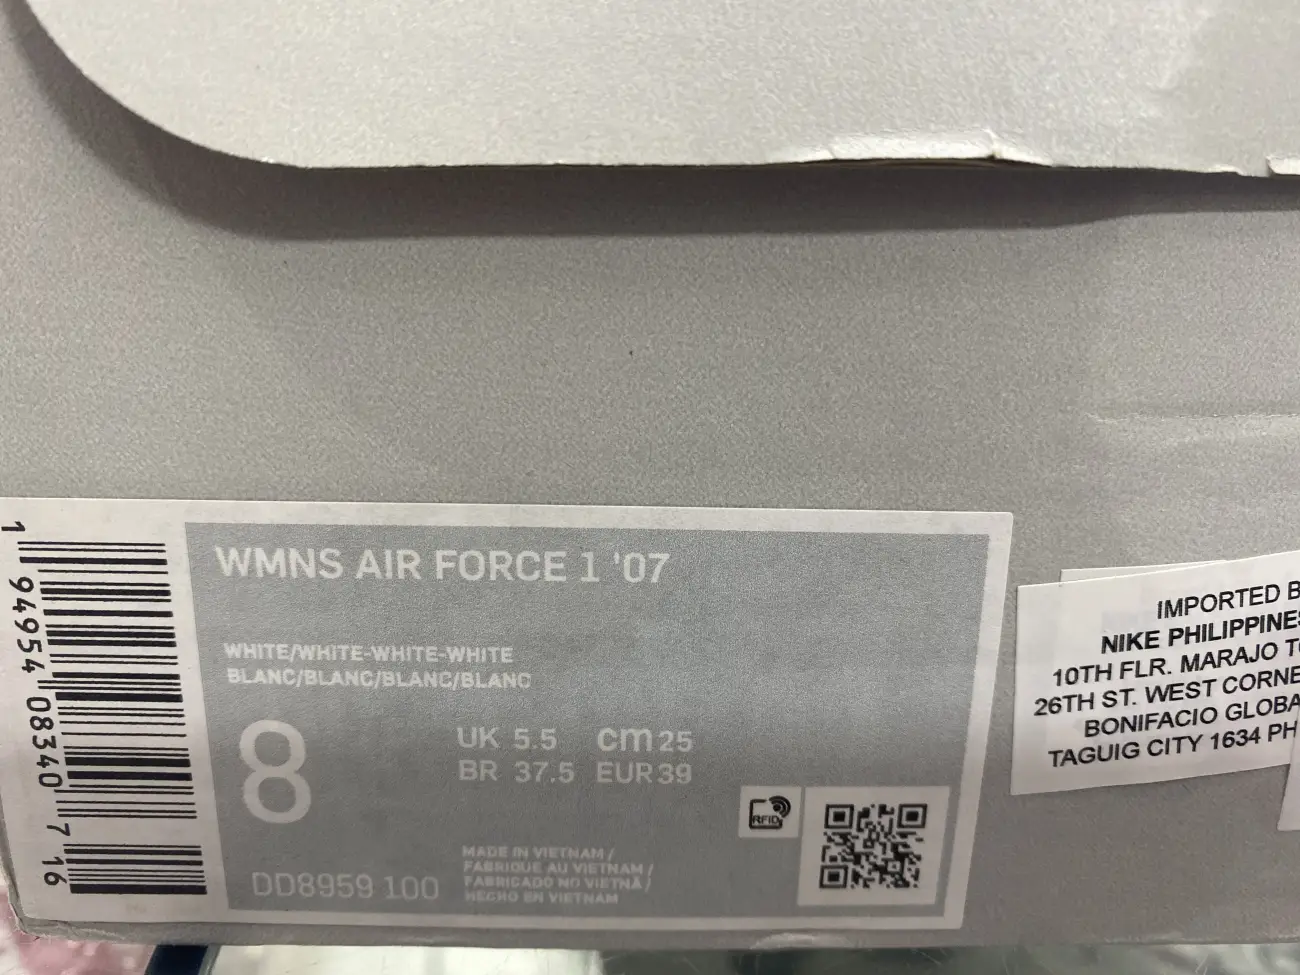 WMNS AIR FORCE 1 '07
WHITE/WHITE-WHITE-WHITE
BLANC/BLANC/BLANC/BLANC
8
UK 5.5 cm 25
BR 37.5 EUR 39
DD8959 100
MADE IN VIETNAM /
FABRIQUE AU VIETNAM /
FABRICADO NO VIETNÃ /
HECHO EN VIETNAM
RFID
1 94954 08340 7 16
IMPORTED B
NIKE PHILIPPINES
10TH FLR. MARAJO TO
26TH ST. WEST CORNE
BONIFACIO GLOBA
TAGUIG CITY 1634 PH